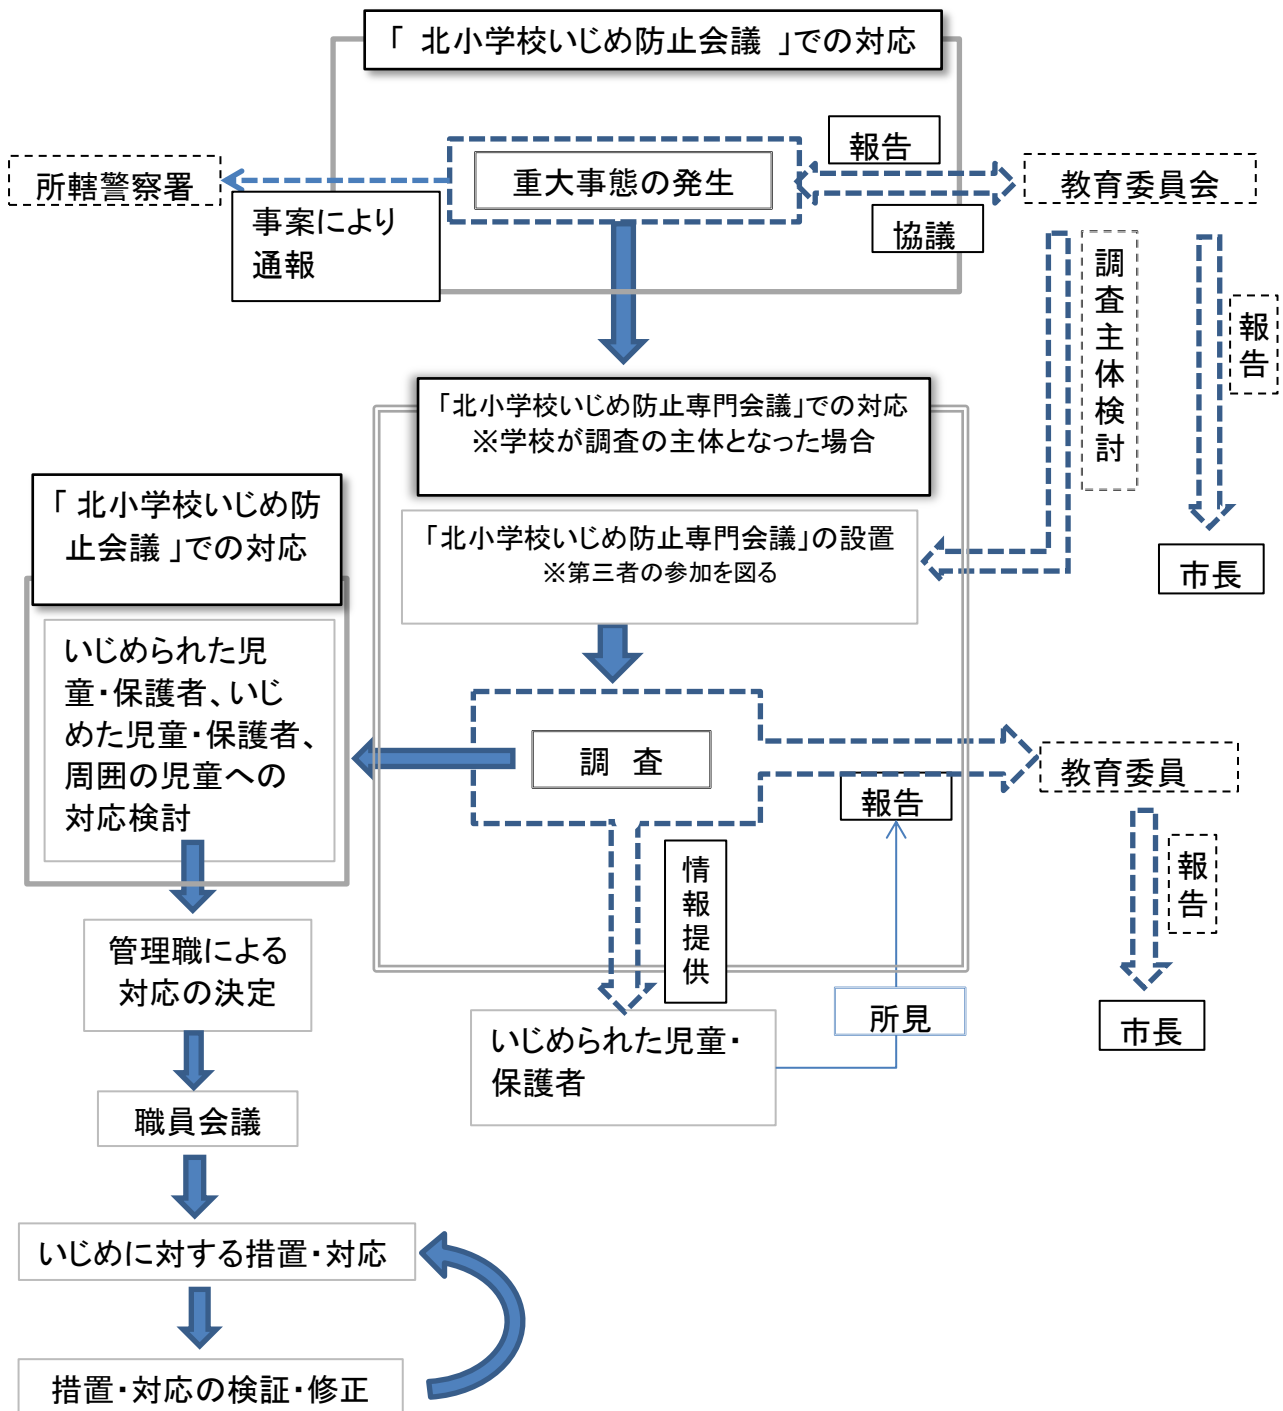 「 北小学校いじめ防止会議 」での対応
報告
所轄警察署
重大事態の発生
教育委員会
事案により
通報
協議
調査主体検討
報告
「北小学校いじめ防止専門会議」での対応
※学校が調査の主体となった場合
「 北小学校いじめ防
止会議 」での対応
「北小学校いじめ防止専門会議」の設置
※第三者の参加を図る
市長
いじめられた児
童・保護者、いじ
めた児童・保護者、
周囲の児童への
対応検討
調　査
教育委員
報告
情報提供
報告
管理職による
対応の決定
所見
市長
いじめられた児童・
保護者
職員会議
いじめに対する措置・対応
措置・対応の検証・修正